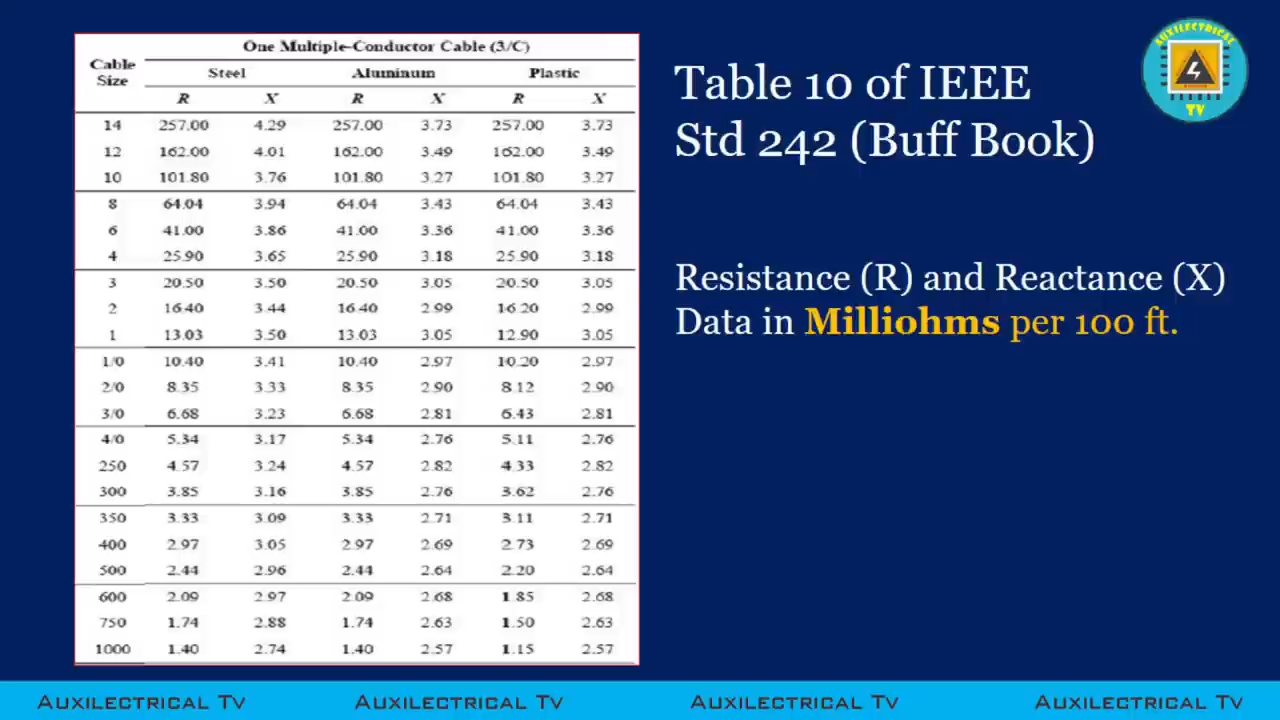 One Multiple-Conductor Cable (3/C)
Cable Size
Steel Aluminum Plastic
R X R X R X
14 257.00 4.29 257.00 3.73 257.00 3.73
12 162.00 4.01 162.00 3.49 162.00 3.49
10 101.80 3.76 101.80 3.27 101.80 3.27
8 64.04 3.94 64.04 3.43 64.04 3.43
6 41.00 3.86 41.00 3.36 41.00 3.36
4 25.90 3.65 25.90 3.18 25.90 3.18
3 20.50 3.50 20.50 3.05 20.50 3.05
2 16.40 3.44 16.40 2.99 16.20 2.99
1 13.03 3.50 13.03 3.05 12.90 3.05
1/0 10.40 3.41 10.40 2.97 10.20 2.97
2/0 8.35 3.33 8.35 2.90 8.12 2.90
3/0 6.68 3.23 6.68 2.81 6.43 2.81
4/0 5.34 3.17 5.34 2.76 5.11 2.76
250 4.57 3.24 4.57 2.82 4.33 2.82
300 3.85 3.16 3.85 2.76 3.62 2.76
350 3.33 3.09 3.33 2.71 3.11 2.71
400 2.97 3.05 2.97 2.69 2.73 2.69
500 2.44 2.96 2.44 2.64 2.20 2.64
600 2.09 2.97 2.09 2.68 1.85 2.68
750 1.74 2.88 1.74 2.63 1.50 2.63
1000 1.40 2.74 1.40 2.57 1.15 2.57
Table 10 of IEEE
Std 242 (Buff Book)
AUXILECTRICAL
TV
Resistance (R) and Reactance (X)
Data in Milliohms per 100 ft.
Auxilectrical Tv Auxilectrical Tv Auxilectrical Tv Auxilectrical Tv